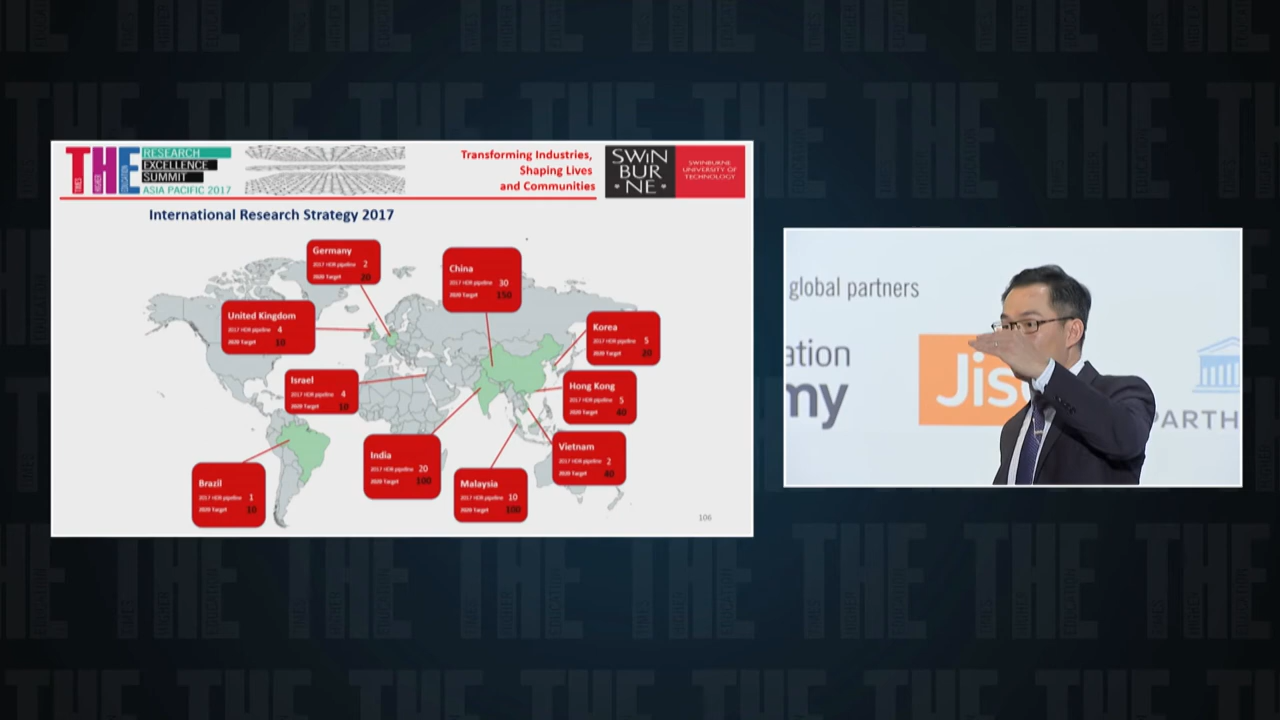 THE
TIMES
HIGHER
EDUCATION
RESEARCH
EXCELLENCE
SUMMIT
ASIA PACIFIC 2017
Transforming Industries,
Shaping Lives
and Communities
SWiN
BUR
NE
SWINBURNE
UNIVERSITY OF
TECHNOLOGY
International Research Strategy 2017
Germany
2017 HDR pipeline 2
2020 Target 20
China
2017 HDR pipeline 30
2020 Target 150
United Kingdom
2017 HDR pipeline 4
2020 Target 10
Korea
2017 HDR pipeline 5
2020 Target 20
Israel
2017 HDR pipeline 4
2020 Target 10
Hong Kong
2017 HDR pipeline 5
2020 Target 40
India
2017 HDR pipeline 20
2020 Target 100
Vietnam
2017 HDR pipeline 2
2020 Target 40
Brazil
2017 HDR pipeline 1
2020 Target 10
Malaysia
2017 HDR pipeline 10
2020 Target 100
106
global partners
ation
my
Jis
PARTH